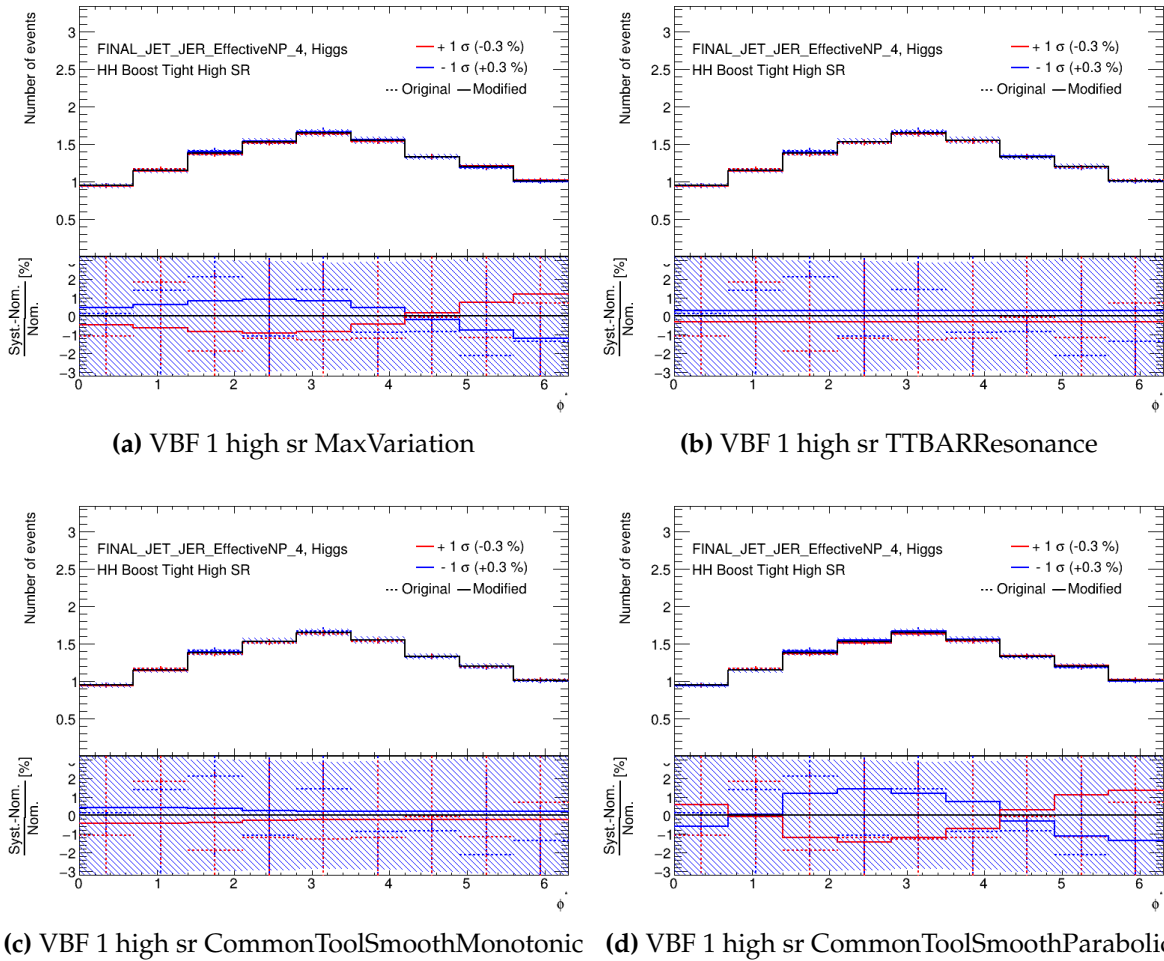 Number of events
3
2.5
2
1.5
1
0.5
FINAL_JET_JER_EffectiveNP_4, Higgs
HH Boost Tight High SR
+ 1 σ (-0.3 %)
- 1 σ (+0.3 %)
Original Modified
Syst.-Nom. [%]
Nom.
2
1
0
−1
−2
−3
0 1 2 3 4 5 6
ϕ*
(a) VBF 1 high sr MaxVariation
Number of events
3
2.5
2
1.5
1
0.5
FINAL_JET_JER_EffectiveNP_4, Higgs
HH Boost Tight High SR
+ 1 σ (-0.3 %)
- 1 σ (+0.3 %)
Original Modified
Syst.-Nom. [%]
Nom.
2
1
0
−1
−2
−3
0 1 2 3 4 5 6
ϕ*
(b) VBF 1 high sr TTBARResonance
Number of events
3
2.5
2
1.5
1
0.5
FINAL_JET_JER_EffectiveNP_4, Higgs
HH Boost Tight High SR
+ 1 σ (-0.3 %)
- 1 σ (+0.3 %)
Original Modified
Syst.-Nom. [%]
Nom.
2
1
0
−1
−2
−3
0 1 2 3 4 5 6
ϕ*
(c) VBF 1 high sr CommonToolSmoothMonotonic
Number of events
3
2.5
2
1.5
1
0.5
FINAL_JET_JER_EffectiveNP_4, Higgs
HH Boost Tight High SR
+ 1 σ (-0.3 %)
- 1 σ (+0.3 %)
Original Modified
Syst.-Nom. [%]
Nom.
2
1
0
−1
−2
−3
0 1 2 3 4 5 6
ϕ*
(d) VBF 1 high sr CommonToolSmoothParabolic